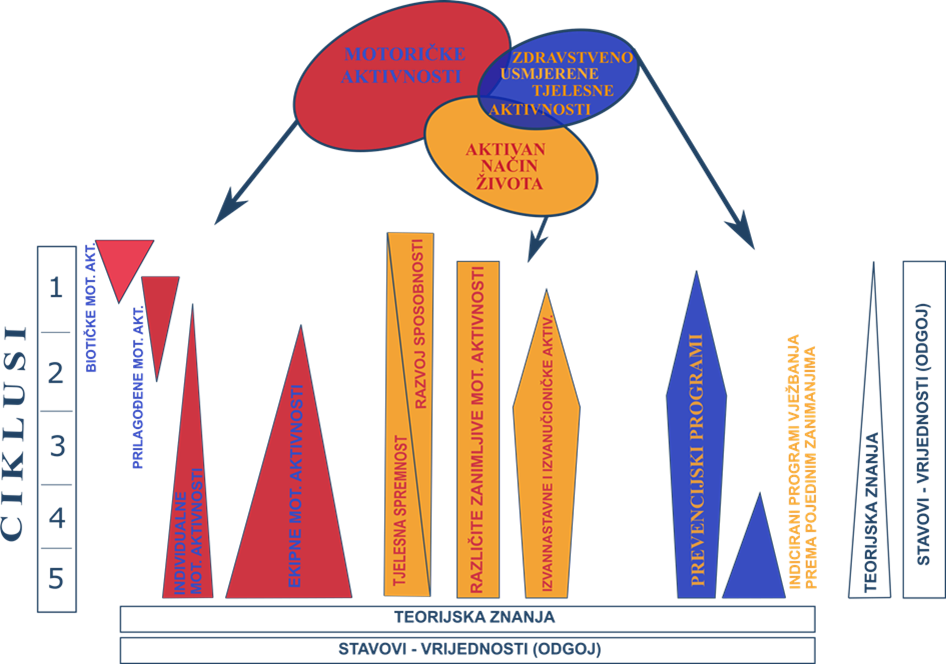 MOTORIČKE
AKTIVNOSTI
ZDRAVSTVENO
USMJERENE
TJELESNE
AKTIVNOSTI
AKTIVAN
NAČIN
ŽIVOTA
CIKLUSI
1
2
3
4
5
BIOTIČKE MOT. AKT.
PRILAGOĐENE MOT. AKT.
INDIVIDUALNE
MOT. AKTIVNOSTI
EKIPNE MOT. AKTIVNOSTI
TJELESNA SPREMNOST
RAZVOJ SPOSOBNOSTI
RAZLIČITE ZANIMLJIVE MOT. AKTIVNOSTI
IZVANNASTAVNE I IZVANUČIONIČKE AKTIV.
PREVENCIJSKI PROGRAMI
INDICIRANI PROGRAMI VJEŽBANJA
PREMA POJEDINIM ZANIMANJIMA
TEORIJSKA ZNANJA
STAVOVI - VRIJEDNOSTI (ODGOJ)
TEORIJSKA ZNANJA
STAVOVI - VRIJEDNOSTI (ODGOJ)